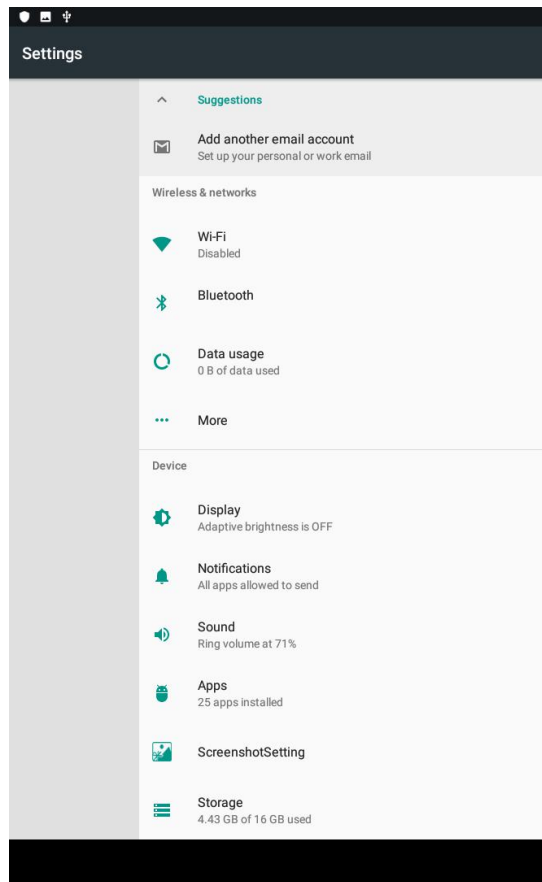 Settings
Suggestions
Add another email account
Set up your personal or work email
Wireless & networks
Wi-Fi
Disabled
Bluetooth
Data usage
0 B of data used
More
Device
Display
Adaptive brightness is OFF
Notifications
All apps allowed to send
Sound
Ring volume at 71%
Apps
25 apps installed
ScreenshotSetting
Storage
4.43 GB of 16 GB used